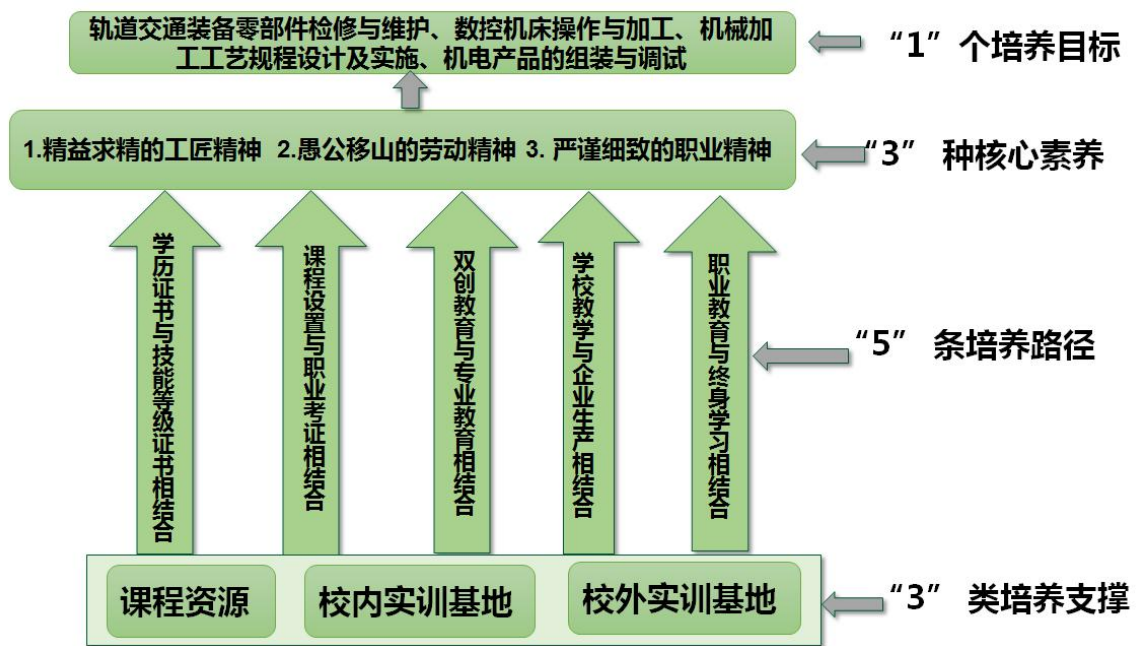 轨道交通装备零部件检修与维护、数控机床操作与加工、机械加
工工艺规程设计及实施、机电产品的组装与调试
“1”个培养目标
1.精益求精的工匠精神 2.愚公移山的劳动精神 3. 严谨细致的职业精神
“3” 种核心素养
学历证书与技能等级证书相结合
课程设置与职业考证相结合
双创教育与专业教育相结合
学校教学与企业生产相结合
职业教育与终身学习相结合
“5” 条培养路径
课程资源
校内实训基地
校外实训基地
“3” 类培养支撑